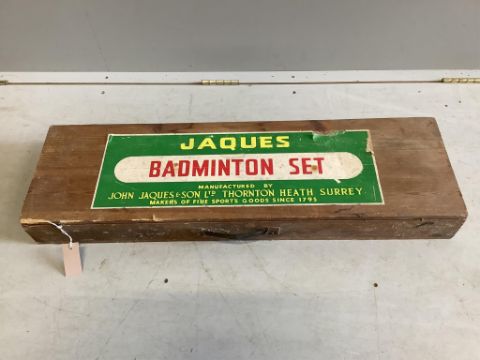 JAQUES
BADMINTON SET
MANUFACTURED BY
JOHN JAQUES & SON LTD THORNTON HEATH SURREY
MAKERS OF FINE SPORTS GOODS SINCE 1795